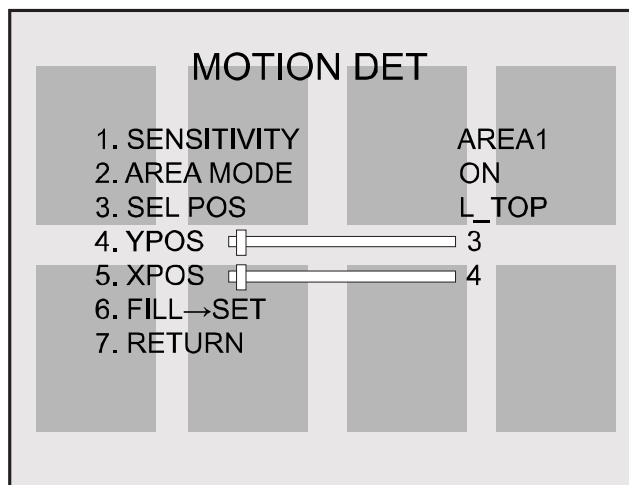 MOTION DET
1. SENSITIVITY AREA1
2. AREA MODE ON
3. SEL POS L_TOP
4. YPOS 3
5. XPOS 4
6. FILL→SET
7. RETURN